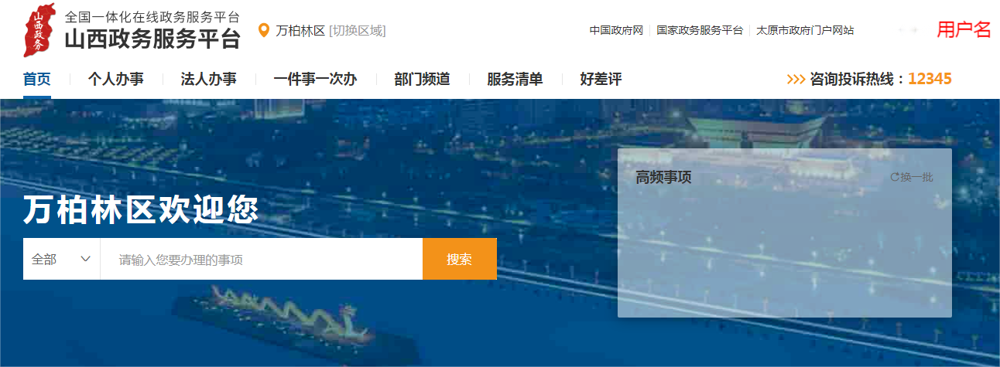 山西政务
全国一体化在线政务服务平台
山西政务服务平台
万柏林区 [切换区域]
中国政府网 国家政务服务平台 太原市政府门户网站
用户名
首页 个人办事 法人办事 一件事一次办 部门频道 服务清单 好差评
咨询投诉热线：12345
高频事项 换一批
万柏林区欢迎您
全部 请输入您要办理的事项 搜索